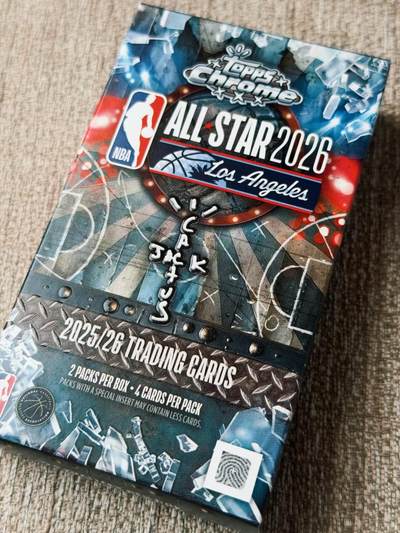 Topps
Chrome
NBA
ALL STAR 2026
Los Angeles
CACTUS
JACK
2025/26 TRADING CARDS
2 PACKS PER BOX • 4 CARDS PER PACK
PACKS WITH A SPECIAL INSERT MAY CONTAIN LESS CARDS.